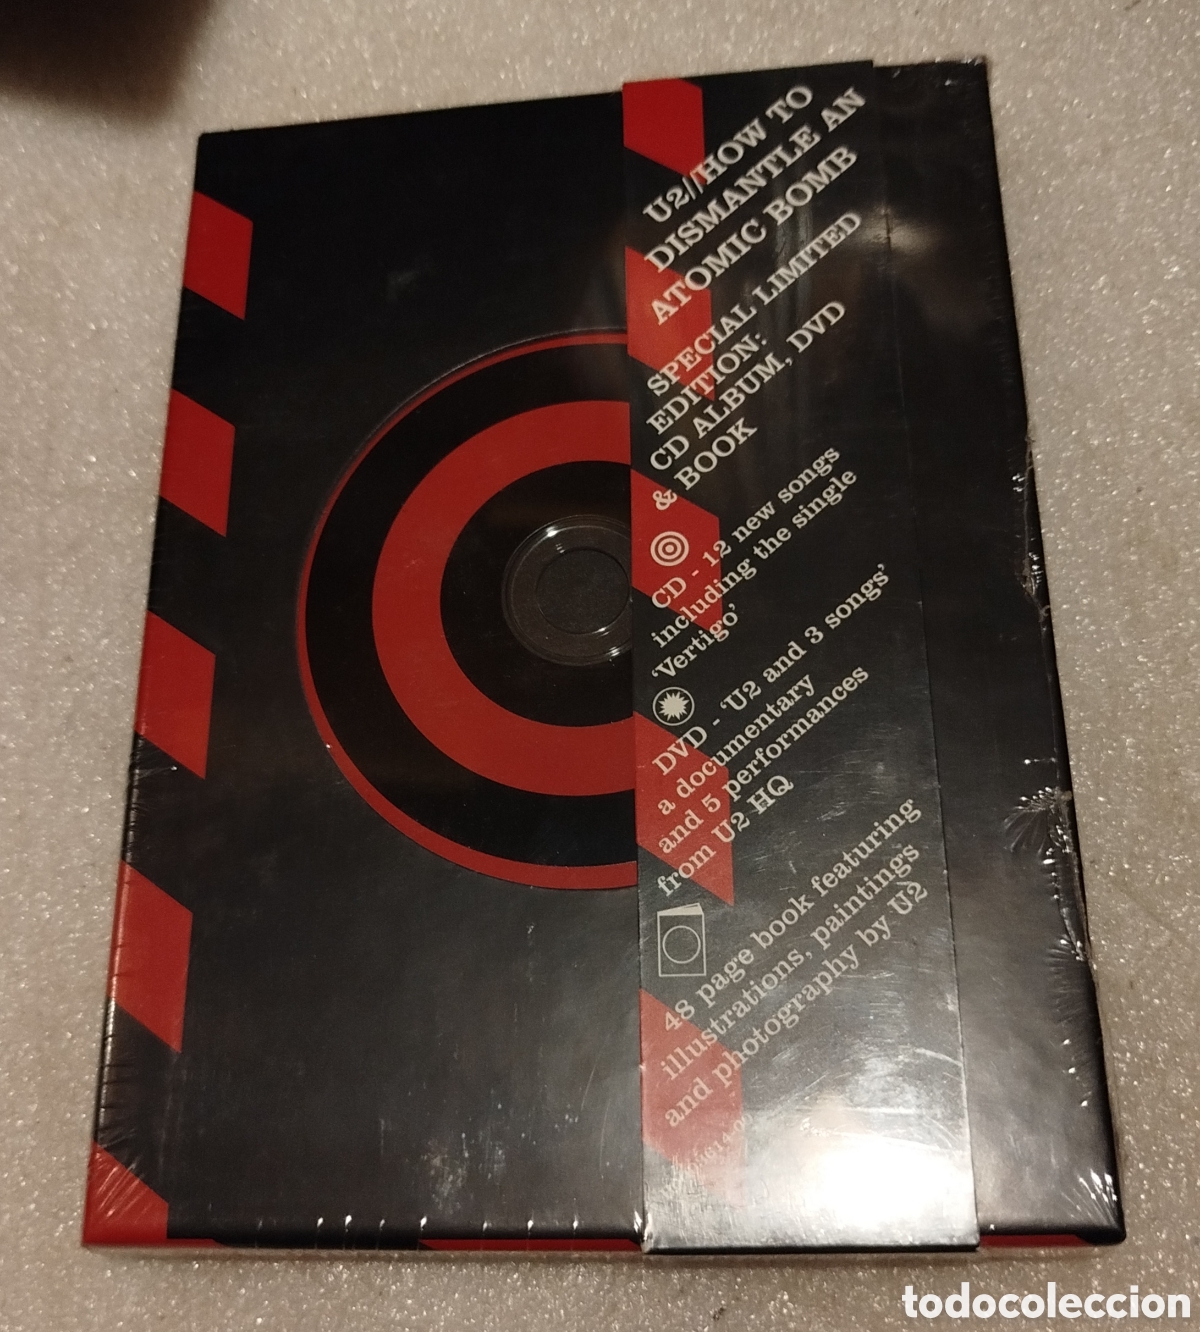 U2//HOW TO
DISMANTLE AN
ATOMIC BOMB
SPECIAL LIMITED
EDITION:
CD ALBUM, DVD
& BOOK
CD - 12 new songs
including the single
'Vertigo'
DVD - 'U2 and 3 songs'
a documentary
and 5 performances
from U2 HQ
48 page book featuring
illustrations, paintings
and photography by U2
todocoleccion